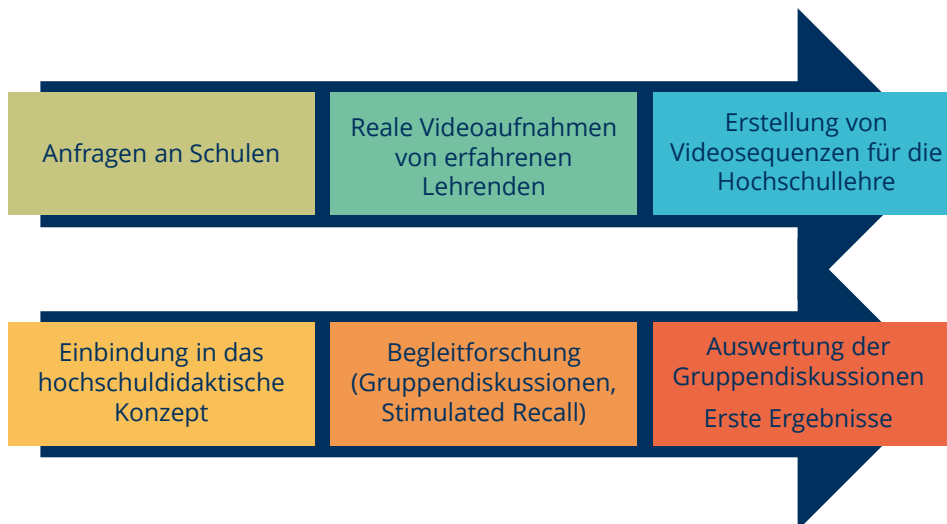 Anfragen an Schulen
Reale Videoaufnahmen
von erfahrenen
Lehrenden
Erstellung von
Videosequenzen für die
Hochschullehre
Einbindung in das
hochschuldidaktische
Konzept
Begleitforschung
(Gruppendiskussionen,
Stimulated Recall)
Auswertung der
Gruppendiskussionen
Erste Ergebnisse